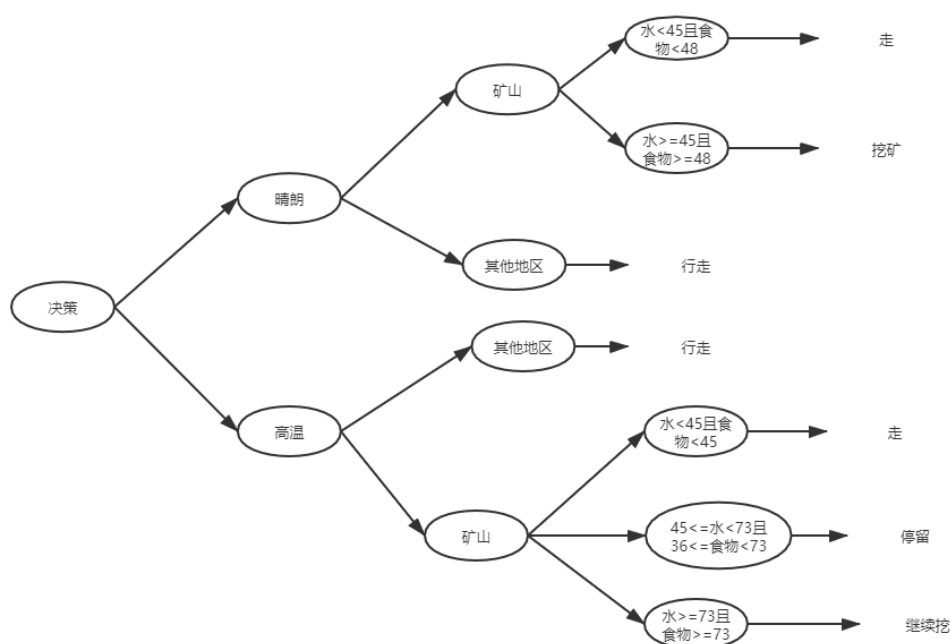 水<45且食
物<48
走
矿山
水>=45且
食物>=48
挖矿
晴朗
其他地区
行走
决策
其他地区
行走
高温
水<45且食
物<45
走
矿山
45<=水<73且
36<=食物<73
停留
水>=73且
食物>=73
继续挖